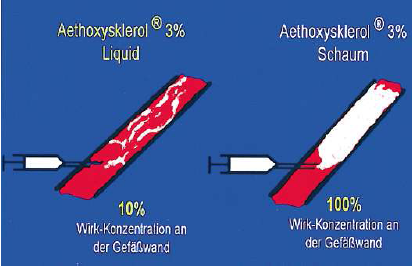 Aethoxysklerol® 3%
Liquid
10%
Wirk-Konzentration an
der Gefäßwand
Aethoxysklerol® 3%
Schaum
100%
Wirk-Konzentration an
der Gefäßwand